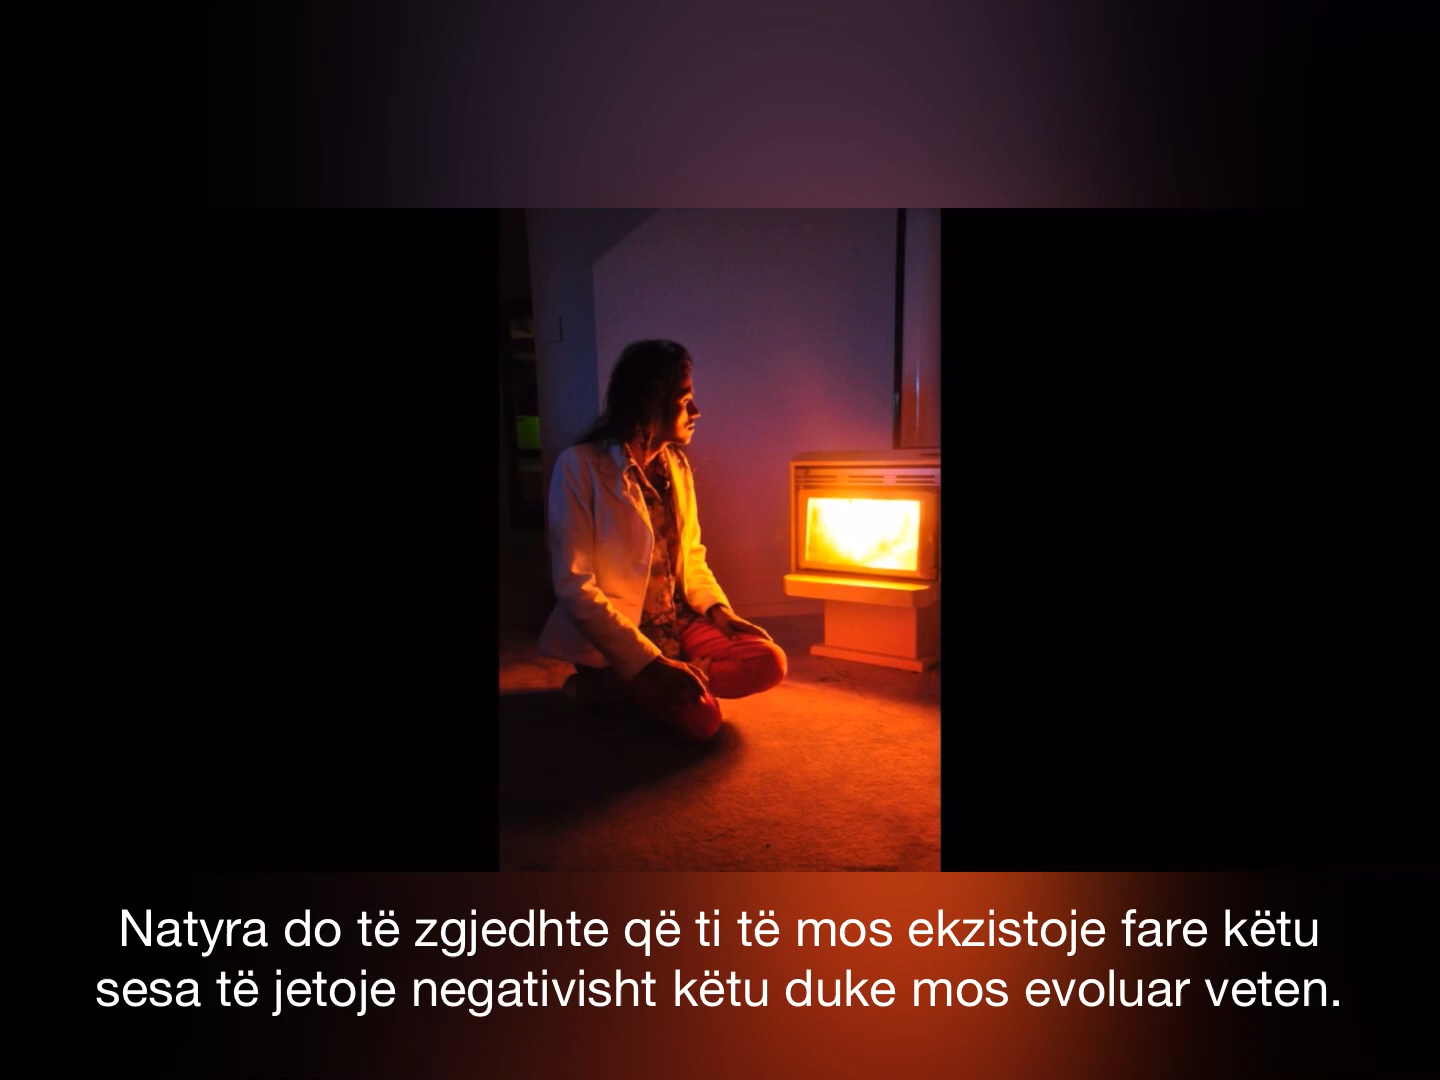 Natyra do të zgjedhte që ti të mos ekzistoje fare këtu
sesa të jetoje negativisht këtu duke mos evoluar veten.